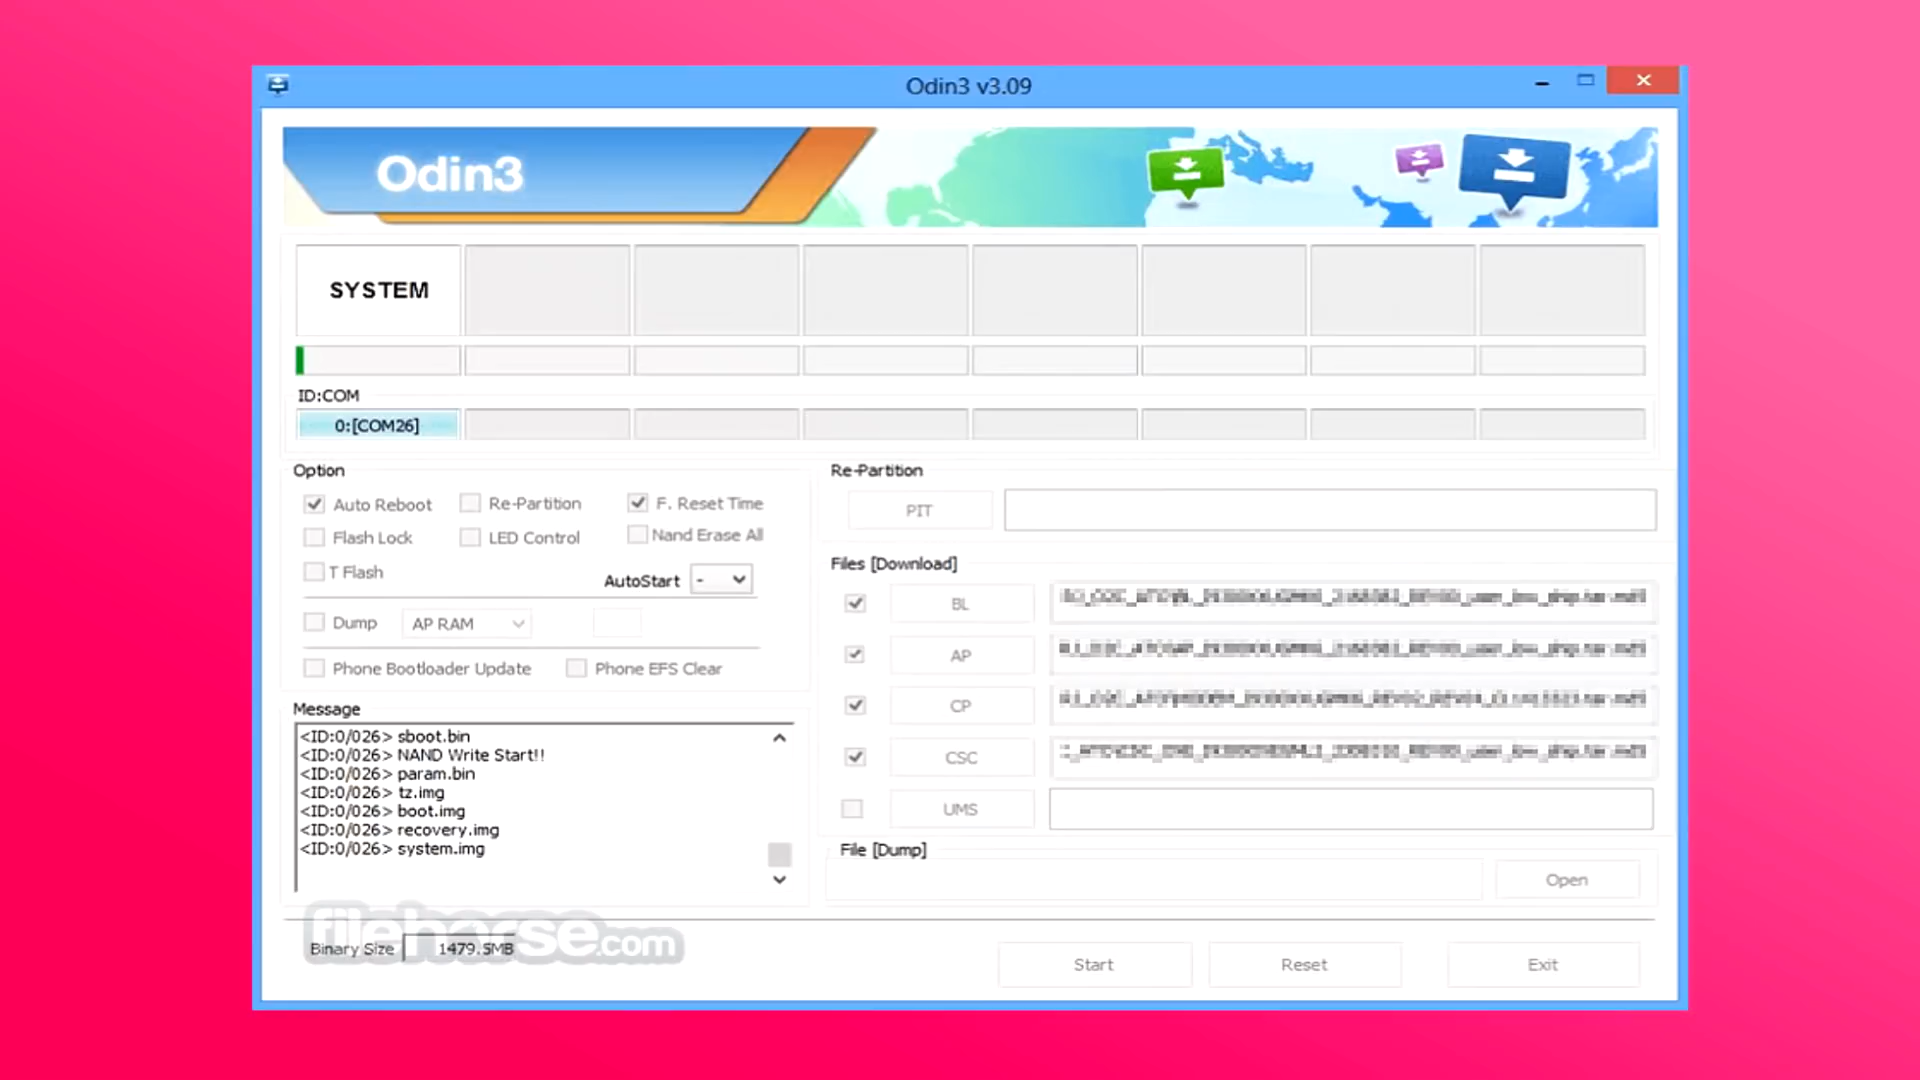 Odin3 v3.09
Odin3
SYSTEM
ID:COM
0:[COM26]
Option
Auto Reboot
Re-Partition
F. Reset Time
Flash Lock
LED Control
Nand Erase All
T Flash
AutoStart
-
Dump
AP RAM
Phone Bootloader Update
Phone EFS Clear
Message
<ID:0/026> sboot.bin
<ID:0/026> NAND Write Start!!
<ID:0/026> param.bin
<ID:0/026> tz.img
<ID:0/026> boot.img
<ID:0/026> recovery.img
<ID:0/026> system.img
Re-Partition
PIT
Files [Download]
BL
AP
CP
CSC
UMS
File [Dump]
Open
filehorse.com
Binary Size
1479.5MB
Start
Reset
Exit